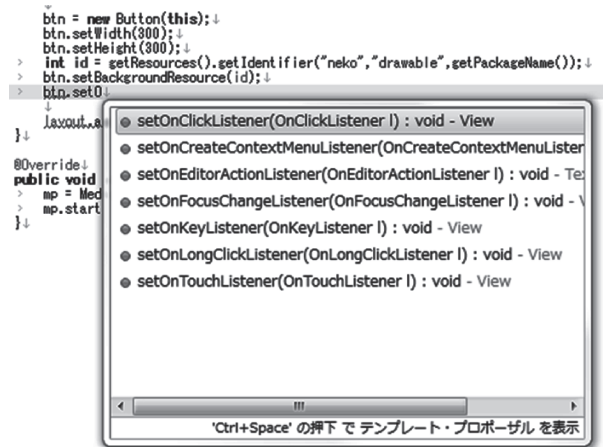 btn = new Button(this);↓
btn.setWidth(300);↓
btn.setHeight(300);↓
> int id = getResources().getIdentifier("neko","drawable",getPackageName());↓
> btn.setBackgroundResource(id);↓
> btn.setO↓
↓
layout.a
}↓
@Override↓
public void
> mp = Med
> mp.start
}↓
setOnClickListener(OnClickListener l) : void - View
setOnCreateContextMenuListener(OnCreateContextMenuListener
setOnEditorActionListener(OnEditorActionListener l) : void - Te
setOnFocusChangeListener(OnFocusChangeListener l) : void -
setOnKeyListener(OnKeyListener l) : void - View
setOnLongClickListener(OnLongClickListener l) : void - View
setOnTouchListener(OnTouchListener l) : void - View
'Ctrl+Space' の押下 で テンプレート・プロポーザル を表示